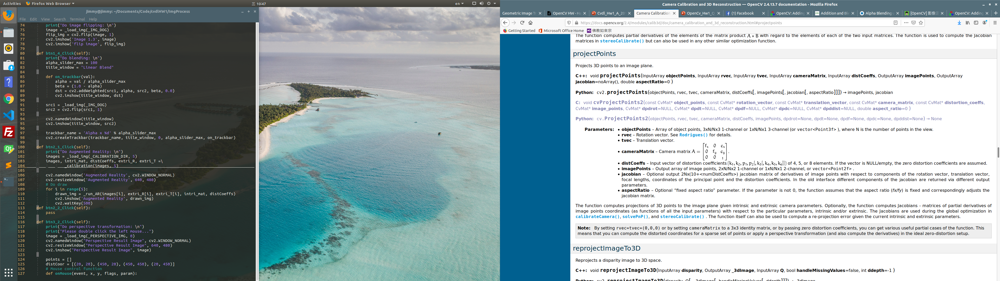 Activities
Firefox Web Browser
三 10:47
en
jimmy@jimmy: ~/Documents/Code/cvdlHW1/ImgProcess
File Edit View Search Terminal Help
74 print("Do image flipping: \n")
75 image = _load_img(_IMG_DOG)
76 flip_img = cv2.flip(image, 1)
77 cv2.imshow('Image 1.3', image)
78 cv2.imshow('flip image', flip_img)
79
80 def btn1_4_Click(self):
81 print("Do blending: \n")
82 alpha_slider_max = 100
83 title_window = "Linear Blend"
84
85 def on_trackbar(val):
86 alpha = val / alpha_slider_max
87 beta = (1.0 - alpha)
88 dst = cv2.addWeighted(src1, alpha, src2, beta, 0.0)
89 cv2.imshow(title_window, dst)
90
91 src1 = _load_img(_IMG_DOG)
92 src2 = cv2.flip(src1, 1)
93
94 cv2.namedWindow(title_window)
95 cv2.imshow(title_window, src2)
96
97 trackbar_name = 'Alpha x %d' % alpha_slider_max
98 cv2.createTrackbar(trackbar_name, title_window, 0, alpha_slider_max, on_trackbar)
99
100 def btn2_1_Click(self):
101 print("Do Augmented Reality: \n")
102 images = _load_img(_CALIBRATION_DIR, 5)
103 images, intri_mat, distCoeffs, extri_R, extri_T =\
104 _calibration(images, 5)
105
106 cv2.namedWindow('Augmented Reality', cv2.WINDOW_NORMAL)
107 cv2.resizeWindow('Augmented Reality', 640, 480)
108 # Do draw
109 for i in range(5):
110 drawn_img = _run_AR(images[i], extri_R[i], extri_T[i], intri_mat, distCoeffs)
111 cv2.imshow('Augmented Reality', drawn_img)
112 cv2.waitKey(500)
113 def btn2_2_Click(self):
114 pass
115
116 def btn3_2_Click(self):
117 print("Do perspective transformation: \n")
118 print("Please double click the left mouse...")
119 image = _load_img(_PERSPECTIVE_IMG, 0)
120 cv2.namedWindow("Perspective Result Image", cv2.WINDOW_NORMAL)
121 cv2.resizeWindow("Perspective Result Image", 640, 480)
122 cv2.imshow("Perspective Result Image", image)
123
124 points = []
125 distCoor = [(20, 20), (450, 20), (450, 450), (20, 450)]
126 # Mouse control function
127 def onMouse(event, x, y, flags, param):
Camera Calibration and 3D Reconstruction — OpenCV 2.4.13.7 documentation - Mozilla Firefox
Geometric Image T
OpenCV HW - Ha
Cvdl_Hw1_A_20
Camera Calibration
OpenCv_Hw1_Q
(1) Facebook
OpenCV: Adding
Addition and Ble
Alpha Blending u
[OpenCV] 影像混
OpenCV: Adding
https://docs.opencv.org/2.4/modules/calib3d/doc/camera_calibration_and_3d_reconstruction.html#projectpoints
Getting Started
Microsoft Office Home
佛教如來宗
The function computes partial derivatives of the elements of the matrix product A * B with regard to the elements of each of the two input matrices. The function is used to compute the Jacobian
matrices in stereoCalibrate() but can also be used in any other similar optimization function.
projectPoints
Projects 3D points to an image plane.
C++: void projectPoints(InputArray objectPoints, InputArray rvec, InputArray tvec, InputArray cameraMatrix, InputArray distCoeffs, OutputArray imagePoints, OutputArray
jacobian=noArray(), double aspectRatio=0 )
Python: cv2.projectPoints(objectPoints, rvec, tvec, cameraMatrix, distCoeffs[, imagePoints[, jacobian[, aspectRatio]]]) → imagePoints, jacobian
C: void cvProjectPoints2(const CvMat* object_points, const CvMat* rotation_vector, const CvMat* translation_vector, const CvMat* camera_matrix, const CvMat* distortion_coeffs,
CvMat* image_points, CvMat* dpdrot=NULL, CvMat* dpdt=NULL, CvMat* dpdf=NULL, CvMat* dpdc=NULL, CvMat* dpddist=NULL, double aspect_ratio=0 )
Python: cv.ProjectPoints2(objectPoints, rvec, tvec, cameraMatrix, distCoeffs, imagePoints, dpdrot=None, dpdt=None, dpdf=None, dpdc=None, dpddist=None) → None
Parameters:
• objectPoints – Array of object points, 3xN/Nx3 1-channel or 1xN/Nx1 3-channel (or vector<Point3f> ), where N is the number of points in the view.
• rvec – Rotation vector. See Rodrigues() for details.
• tvec – Translation vector.
• cameraMatrix – Camera matrix A = [fx 0 cx; 0 fy cy; 0 0 1] .
• distCoeffs – Input vector of distortion coefficients (k1, k2, p1, p2[, k3[, k4, k5, k6]]) of 4, 5, or 8 elements. If the vector is NULL/empty, the zero distortion coefficients are assumed.
• imagePoints – Output array of image points, 2xN/Nx2 1-channel or 1xN/Nx1 2-channel, or vector<Point2f> .
• jacobian – Optional output 2Nx(10+<numDistCoeffs>) jacobian matrix of derivatives of image points with respect to components of the rotation vector, translation vector,
focal lengths, coordinates of the principal point and the distortion coefficients. In the old interface different components of the jacobian are returned via different output
parameters.
• aspectRatio – Optional “fixed aspect ratio” parameter. If the parameter is not 0, the function assumes that the aspect ratio (fx/fy) is fixed and correspondingly adjusts the
jacobian matrix.
The function computes projections of 3D points to the image plane given intrinsic and extrinsic camera parameters. Optionally, the function computes Jacobians - matrices of partial derivatives of
image points coordinates (as functions of all the input parameters) with respect to the particular parameters, intrinsic and/or extrinsic. The Jacobians are used during the global optimization in
calibrateCamera(), solvePnP(), and stereoCalibrate() . The function itself can also be used to compute a re-projection error given the current intrinsic and extrinsic parameters.
Note: By setting rvec=tvec=(0,0,0) or by setting cameraMatrix to a 3x3 identity matrix, or by passing zero distortion coefficients, you can get various useful partial cases of the function. This
means that you can compute the distorted coordinates for a sparse set of points or apply a perspective transformation (and also compute the derivatives) in the ideal zero-distortion setup.
reprojectImageTo3D
Reprojects a disparity image to 3D space.
C++: void reprojectImageTo3D(InputArray disparity, OutputArray _3dImage, InputArray Q, bool handleMissingValues=false, int ddepth=-1 )
Python: cv2.reprojectImageTo3D(disparity, Q[, _3dImage[, handleMissingValues[, ddepth]]]) → _3dImage